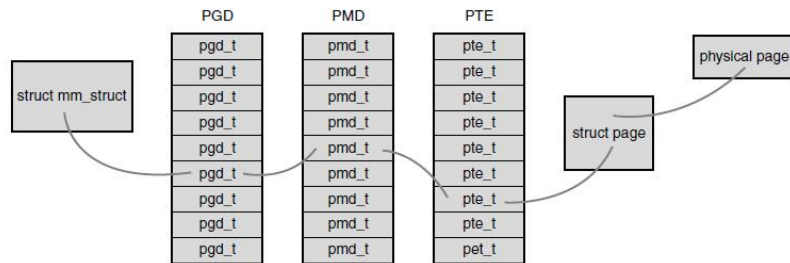 PGD PMD PTE
pgd_t pmd_t pte_t
pgd_t pmd_t pte_t
pgd_t pmd_t pte_t
pgd_t pmd_t pte_t
pgd_t pmd_t pte_t
pgd_t pmd_t pte_t
pgd_t pmd_t pte_t
pgd_t pmd_t pte_t
pgd_t pmd_t pet_t
struct mm_struct
struct page
physical page